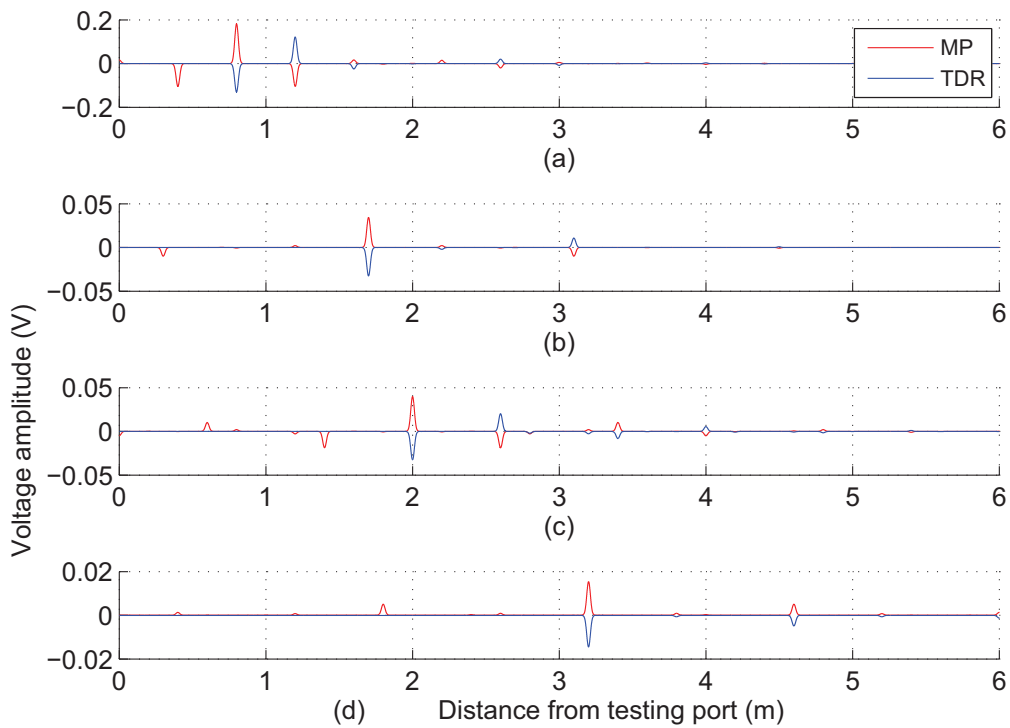 0.2
0
−0.2
MP
TDR
0 1 2 3 4 5 6
(a)
0.05
0
−0.05
0 1 2 3 4 5 6
(b)
0.05
0
−0.05
0 1 2 3 4 5 6
(c)
0.02
0
−0.02
0 1 2 3 4 5 6
(d) Distance from testing port (m)
Voltage amplitude (V)